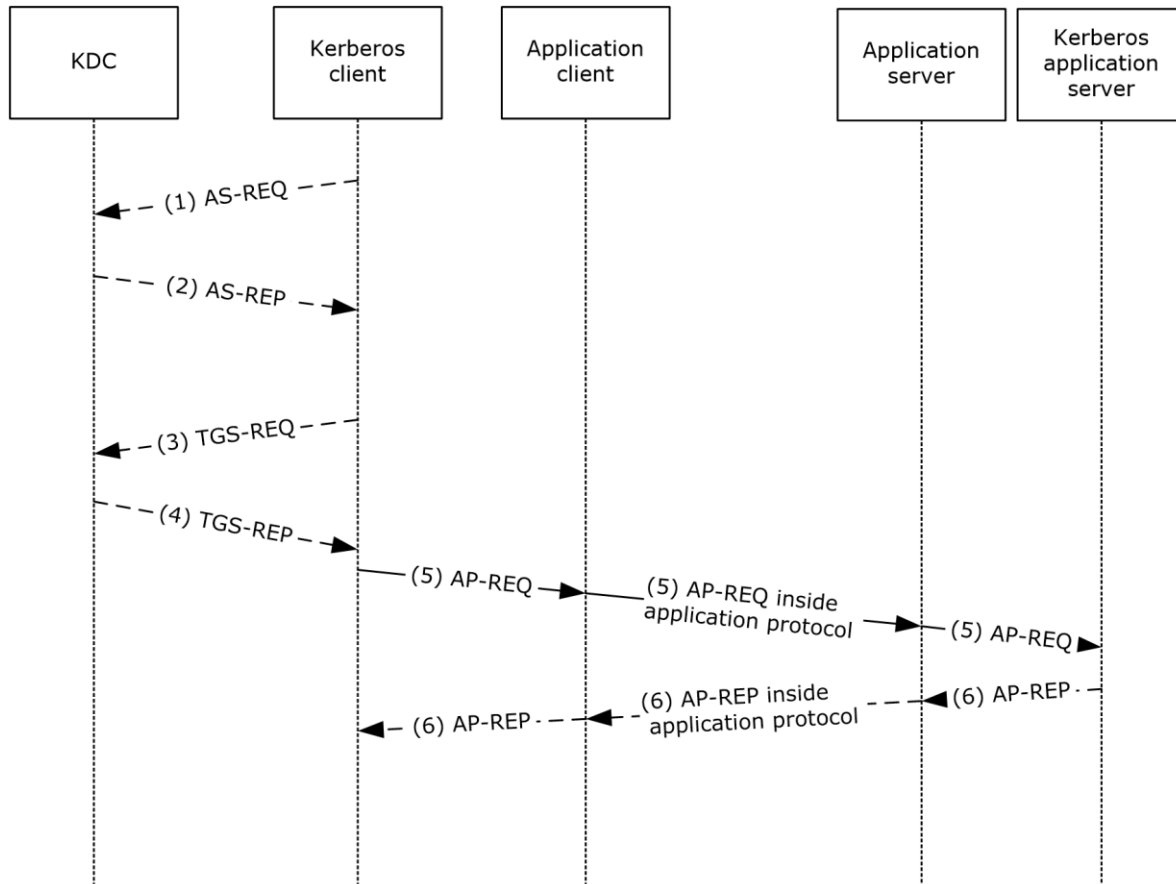 KDC
Kerberos
client
Application
client
Application
server
Kerberos
application
server
(1) AS-REQ
(2) AS-REP
(3) TGS-REQ
(4) TGS-REP
(5) AP-REQ
(5) AP-REQ inside
application protocol
(5) AP-REQ
(6) AP-REP
(6) AP-REP inside
application protocol
(6) AP-REP